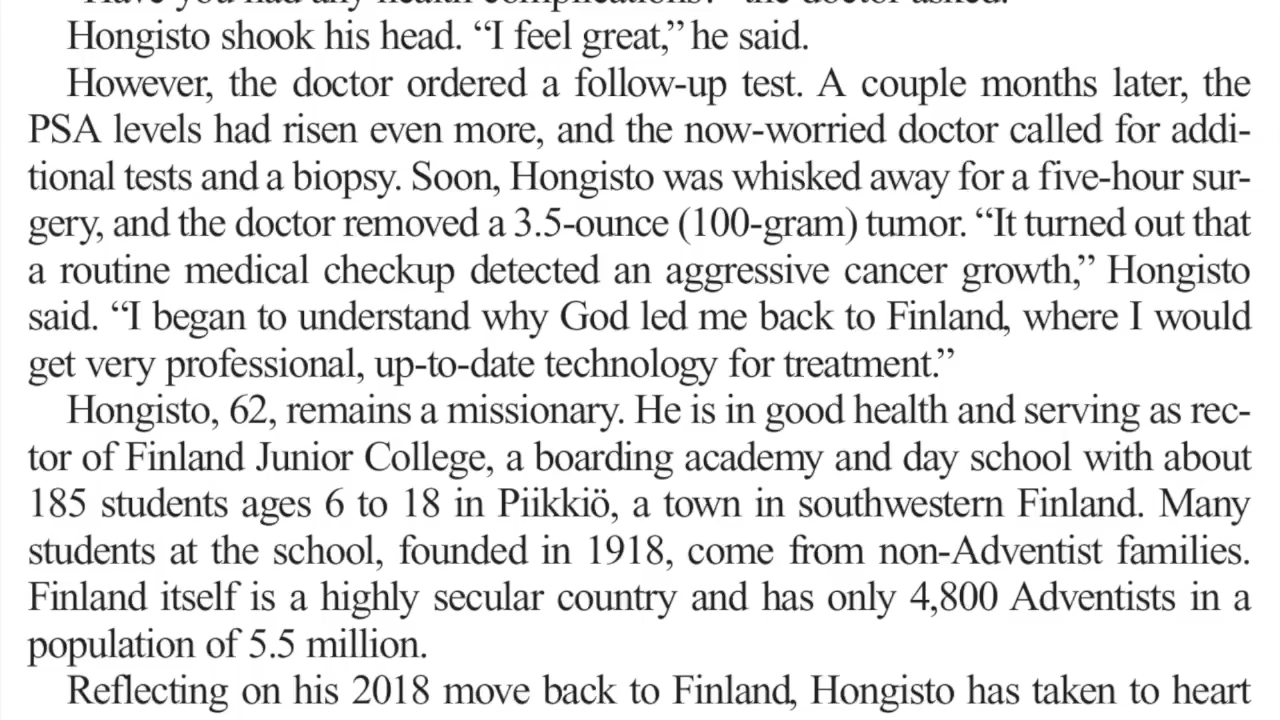 "Have you had any health complications?" the doctor asked.
Hongisto shook his head. “I feel great,” he said.
However, the doctor ordered a follow-up test. A couple months later, the
PSA levels had risen even more, and the now-worried doctor called for addi-
tional tests and a biopsy. Soon, Hongisto was whisked away for a five-hour sur-
gery, and the doctor removed a 3.5-ounce (100-gram) tumor. “It turned out that
a routine medical checkup detected an aggressive cancer growth,” Hongisto
said. “I began to understand why God led me back to Finland, where I would
get very professional, up-to-date technology for treatment.”
Hongisto, 62, remains a missionary. He is in good health and serving as rec-
tor of Finland Junior College, a boarding academy and day school with about
185 students ages 6 to 18 in Piikkiö, a town in southwestern Finland. Many
students at the school, founded in 1918, come from non-Adventist families.
Finland itself is a highly secular country and has only 4,800 Adventists in a
population of 5.5 million.
Reflecting on his 2018 move back to Finland, Hongisto has taken to heart